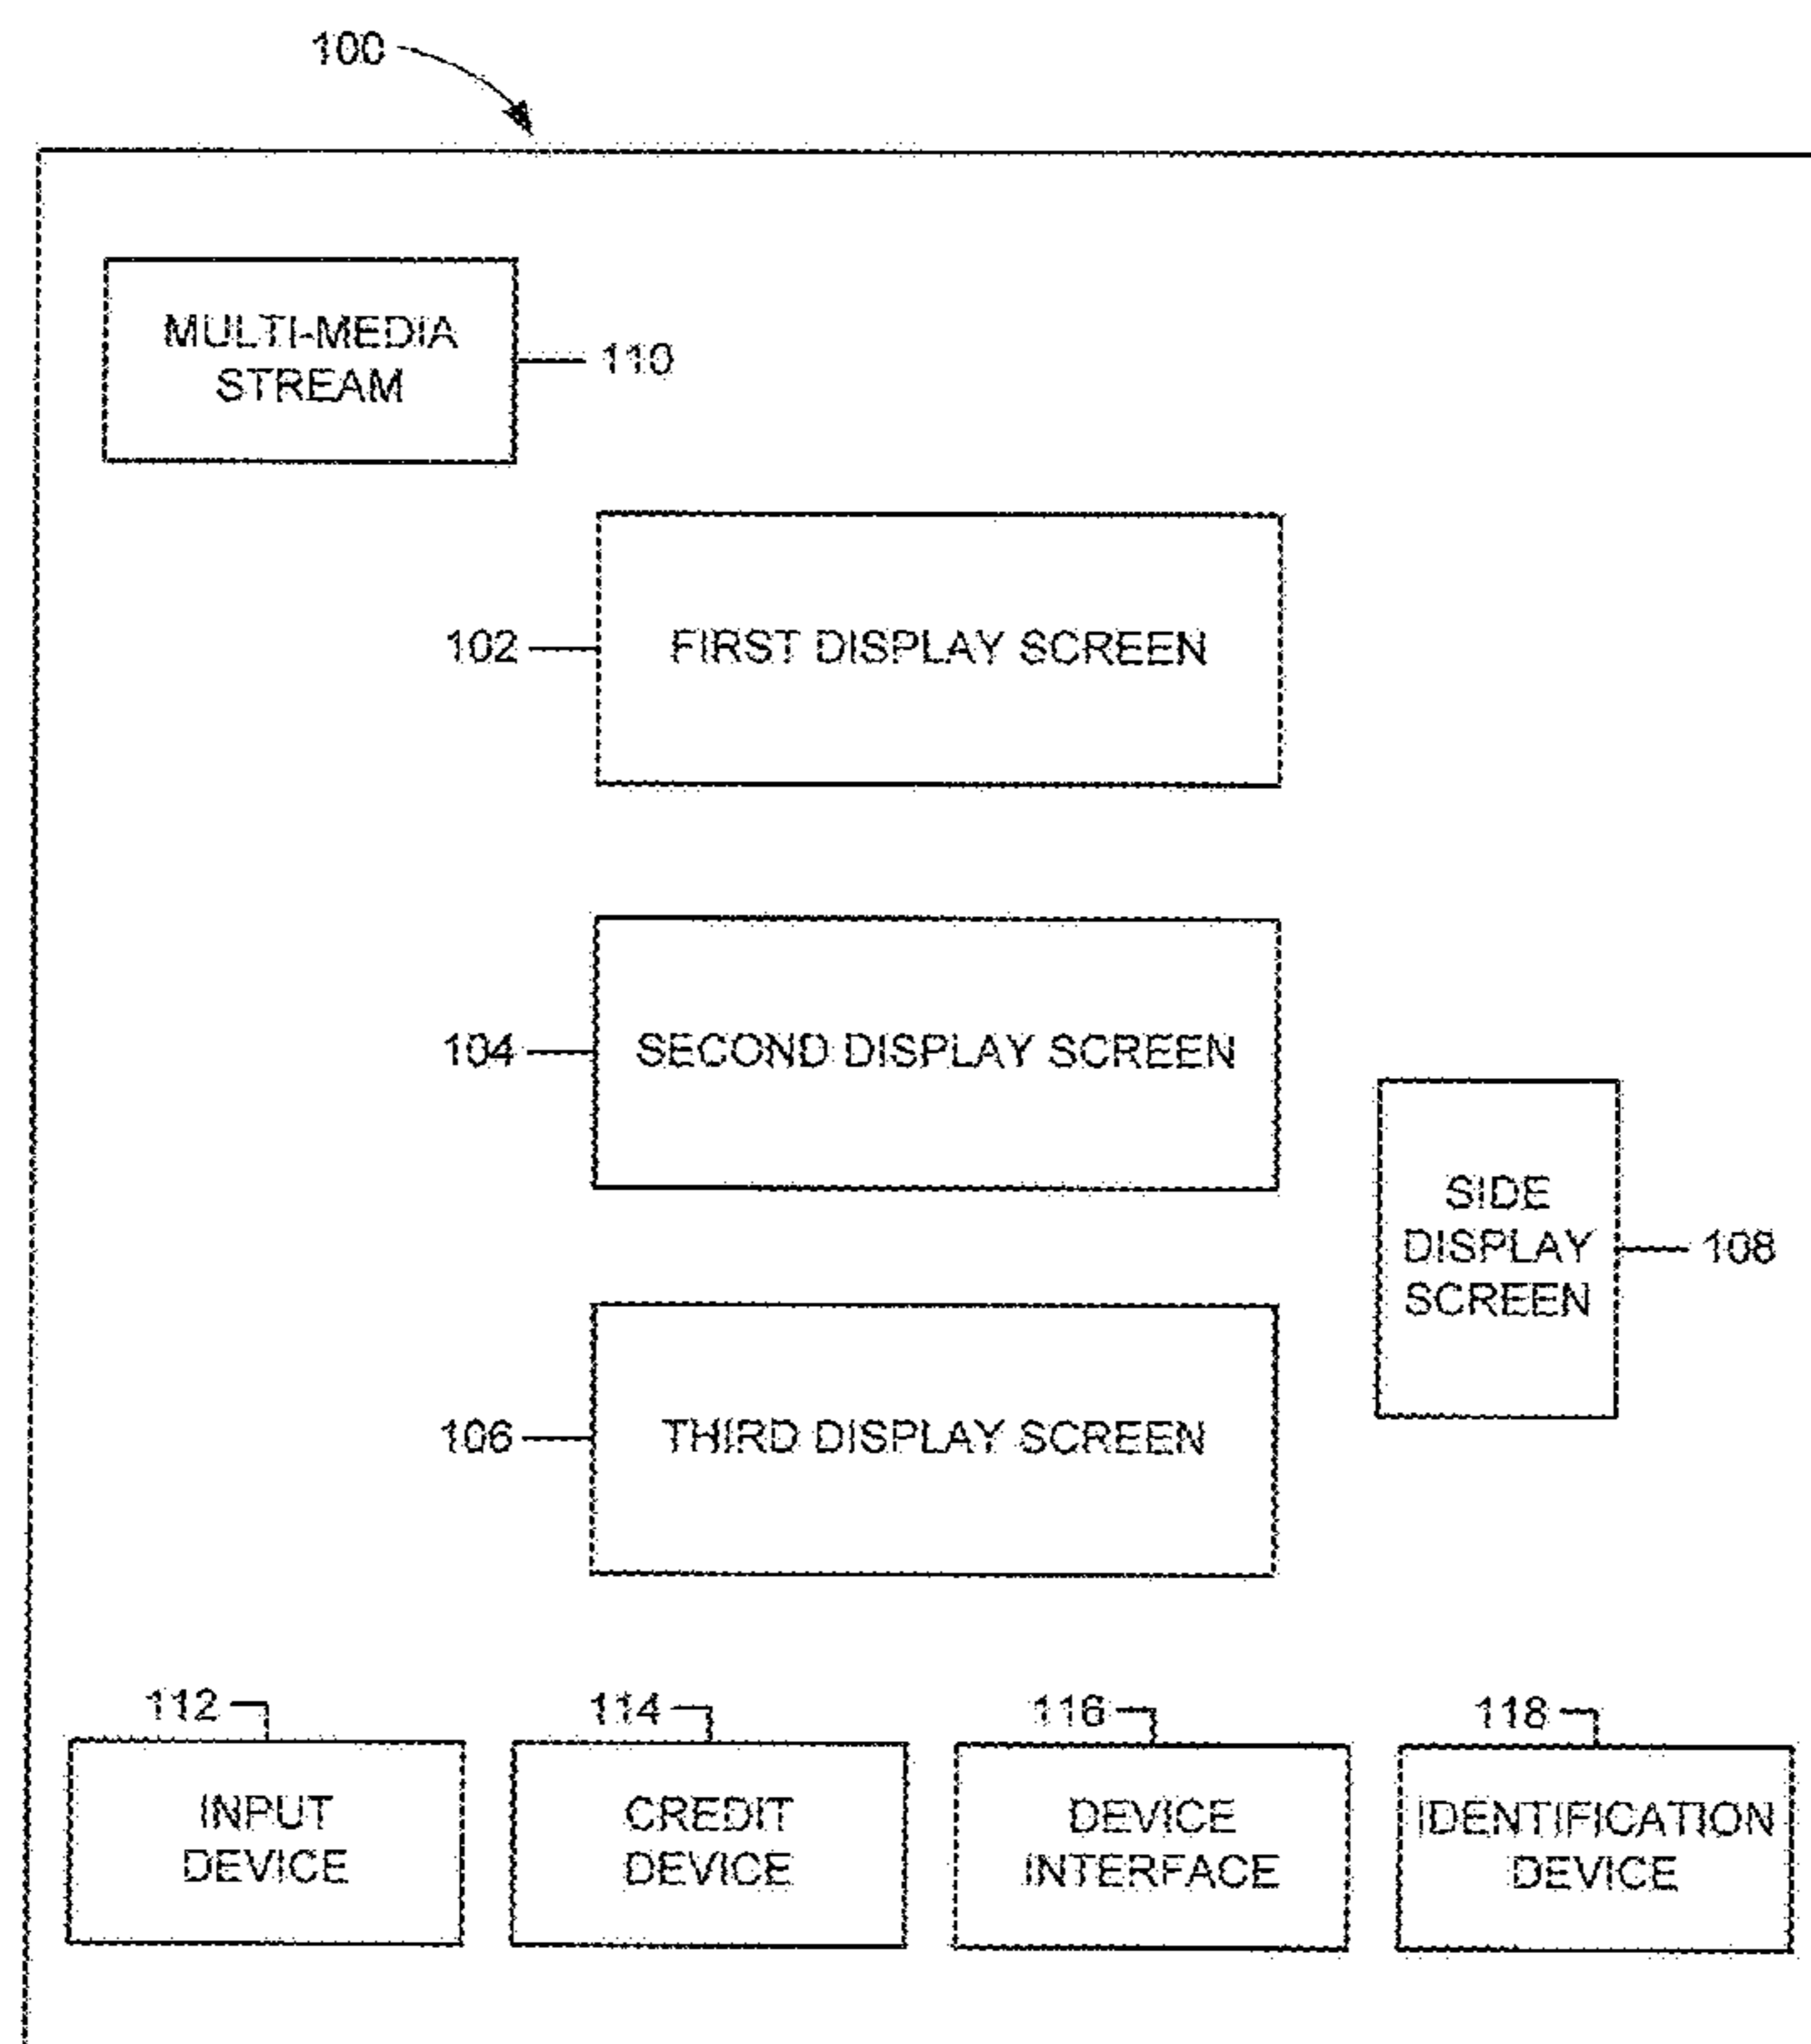 100
MULTI-MEDIA
STREAM
110
102
FIRST DISPLAY SCREEN
104
SECOND DISPLAY SCREEN
SIDE
DISPLAY
SCREEN
108
106
THIRD DISPLAY SCREEN
112
INPUT
DEVICE
114
CREDIT
DEVICE
116
DEVICE
INTERFACE
118
IDENTIFICATION
DEVICE